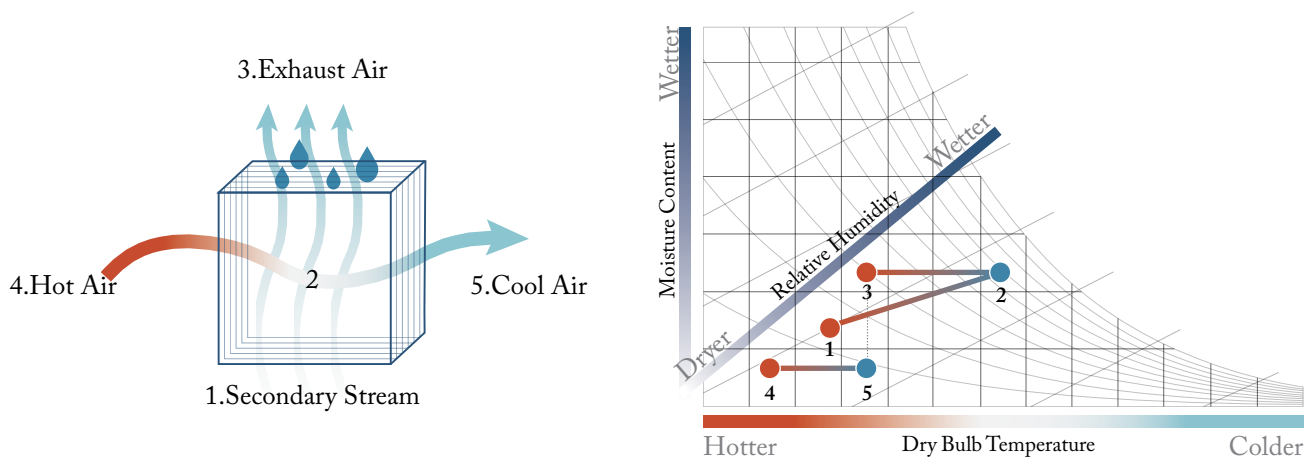 3.Exhaust Air
4.Hot Air
2
5.Cool Air
1.Secondary Stream
Wetter
Moisture Content
Dryer
Relative Humidity
Wetter
3
2
1
4
5
Hotter
Dry Bulb Temperature
Colder